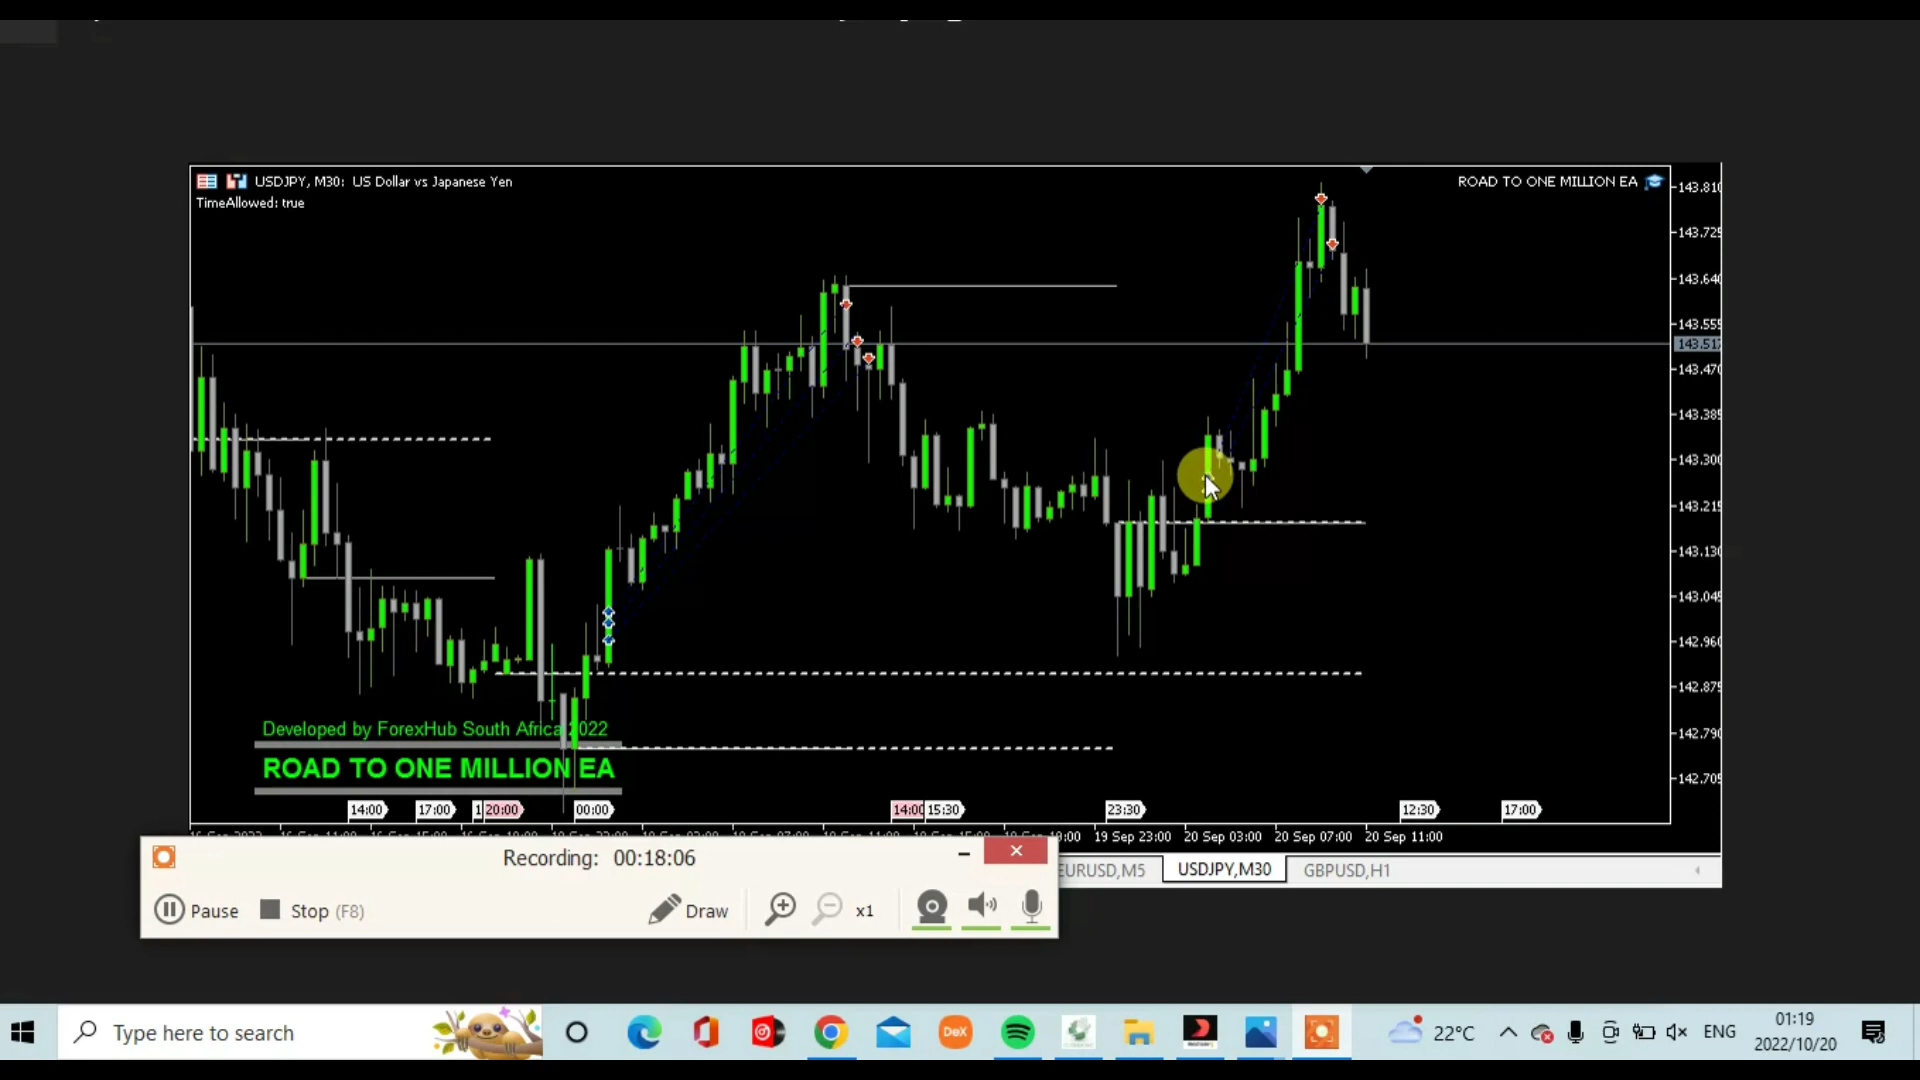 USDJPY, M30: US Dollar vs Japanese Yen
ROAD TO ONE MILLION EA
TimeAllowed: true
143.810
143.725
143.640
143.555
143.517
143.470
143.385
143.300
143.215
143.130
143.045
142.960
142.875
142.790
142.705
Developed by ForexHub South Africa 2022
ROAD TO ONE MILLION EA
14:00 17:00 1 20:00 00:00 14:00 15:30 23:30 12:30 17:00
19 Sep 23:00 20 Sep 03:00 20 Sep 07:00 20 Sep 11:00
Recording: 00:18:06
EURUSD,M5 USDJPY,M30 GBPUSD,H1
Pause Stop (F8) Draw x1
Type here to search
DeX
22°C
ENG
01:19
2022/10/20